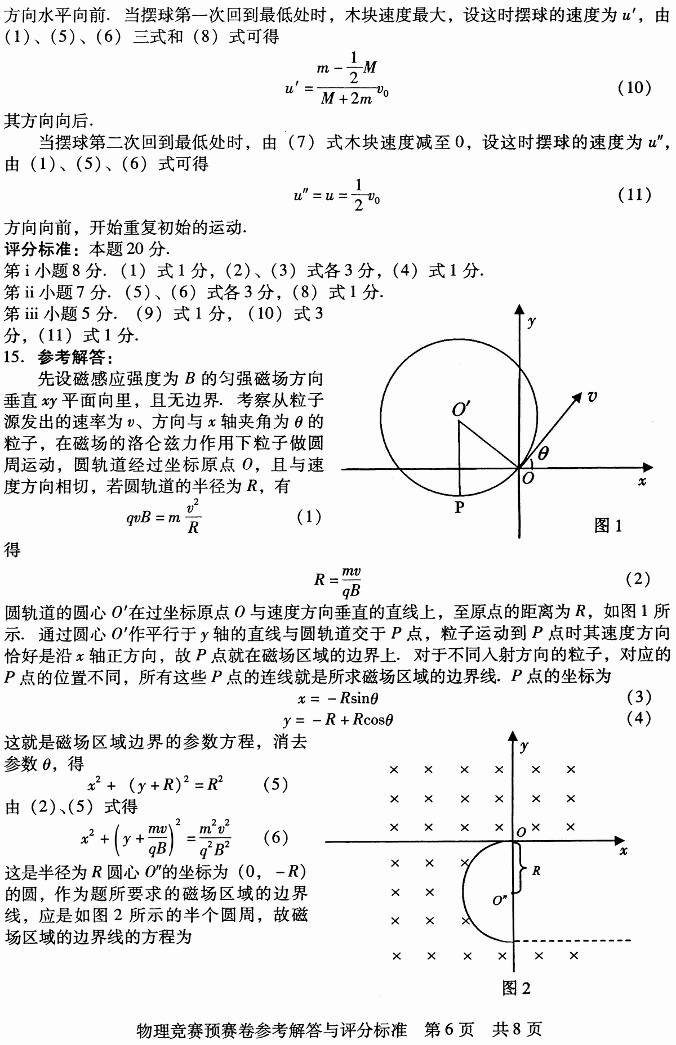 方向水平向前. 当摆球第一次回到最低处时，木块速度最大，设这时摆球的速度为 u′，由
(1)、(5)、(6) 三式和 (8) 式可得
u′ = (m − 1/2 M)/(M + 2m) v₀ (10)
其方向向后.
当摆球第二次回到最低处时，由 (7) 式木块速度减至 0，设这时摆球的速度为 u″，
由 (1)、(5)、(6) 式可得
u″ = u = 1/2 v₀ (11)
方向向前，开始重复初始的运动.
评分标准：本题 20 分.
第 i 小题 8 分. (1) 式 1 分，(2)、(3) 式各 3 分，(4) 式 1 分.
第 ii 小题 7 分. (5)、(6) 式各 3 分，(8) 式 1 分.
第 iii 小题 5 分. (9) 式 1 分，(10) 式 3
分，(11) 式 1 分.
15. 参考解答：
先设磁感应强度为 B 的匀强磁场方向
垂直 xy 平面向里，且无边界. 考察从粒子
源发出的速率为 v、方向与 x 轴夹角为 θ 的
粒子，在磁场的洛仑兹力作用下粒子做圆
周运动，圆轨道经过坐标原点 O，且与速
度方向相切，若圆轨道的半径为 R，有
qvB = m v²/R (1)
得
y
v
O′
θ
O
x
P
图 1
R = mv/qB (2)
圆轨道的圆心 O′在过坐标原点 O 与速度方向垂直的直线上，至原点的距离为 R，如图 1 所
示. 通过圆心 O′作平行于 y 轴的直线与圆轨道交于 P 点，粒子运动到 P 点时其速度方向
恰好是沿 x 轴正方向，故 P 点就在磁场区域的边界上. 对于不同入射方向的粒子，对应的
P 点的位置不同，所有这些 P 点的连线就是所求磁场区域的边界线. P 点的坐标为
x = − Rsinθ (3)
y = − R + Rcosθ (4)
这就是磁场区域边界的参数方程，消去
参数 θ，得
x² + (y + R)² = R² (5)
由 (2)、(5) 式得
x² + (y + mv/qB)² = m²v²/q²B² (6)
这是半径为 R 圆心 O″的坐标为 (0，− R)
的圆，作为题所要求的磁场区域的边界
线，应是如图 2 所示的半个圆周，故磁
场区域的边界线的方程为
y
× × × × × ×
× × × × × ×
× × × × O × ×
x
× × × R
× × O″
× × ×
× × × × × ×
图 2
物理竞赛预赛卷参考解答与评分标准 第 6 页 共 8 页